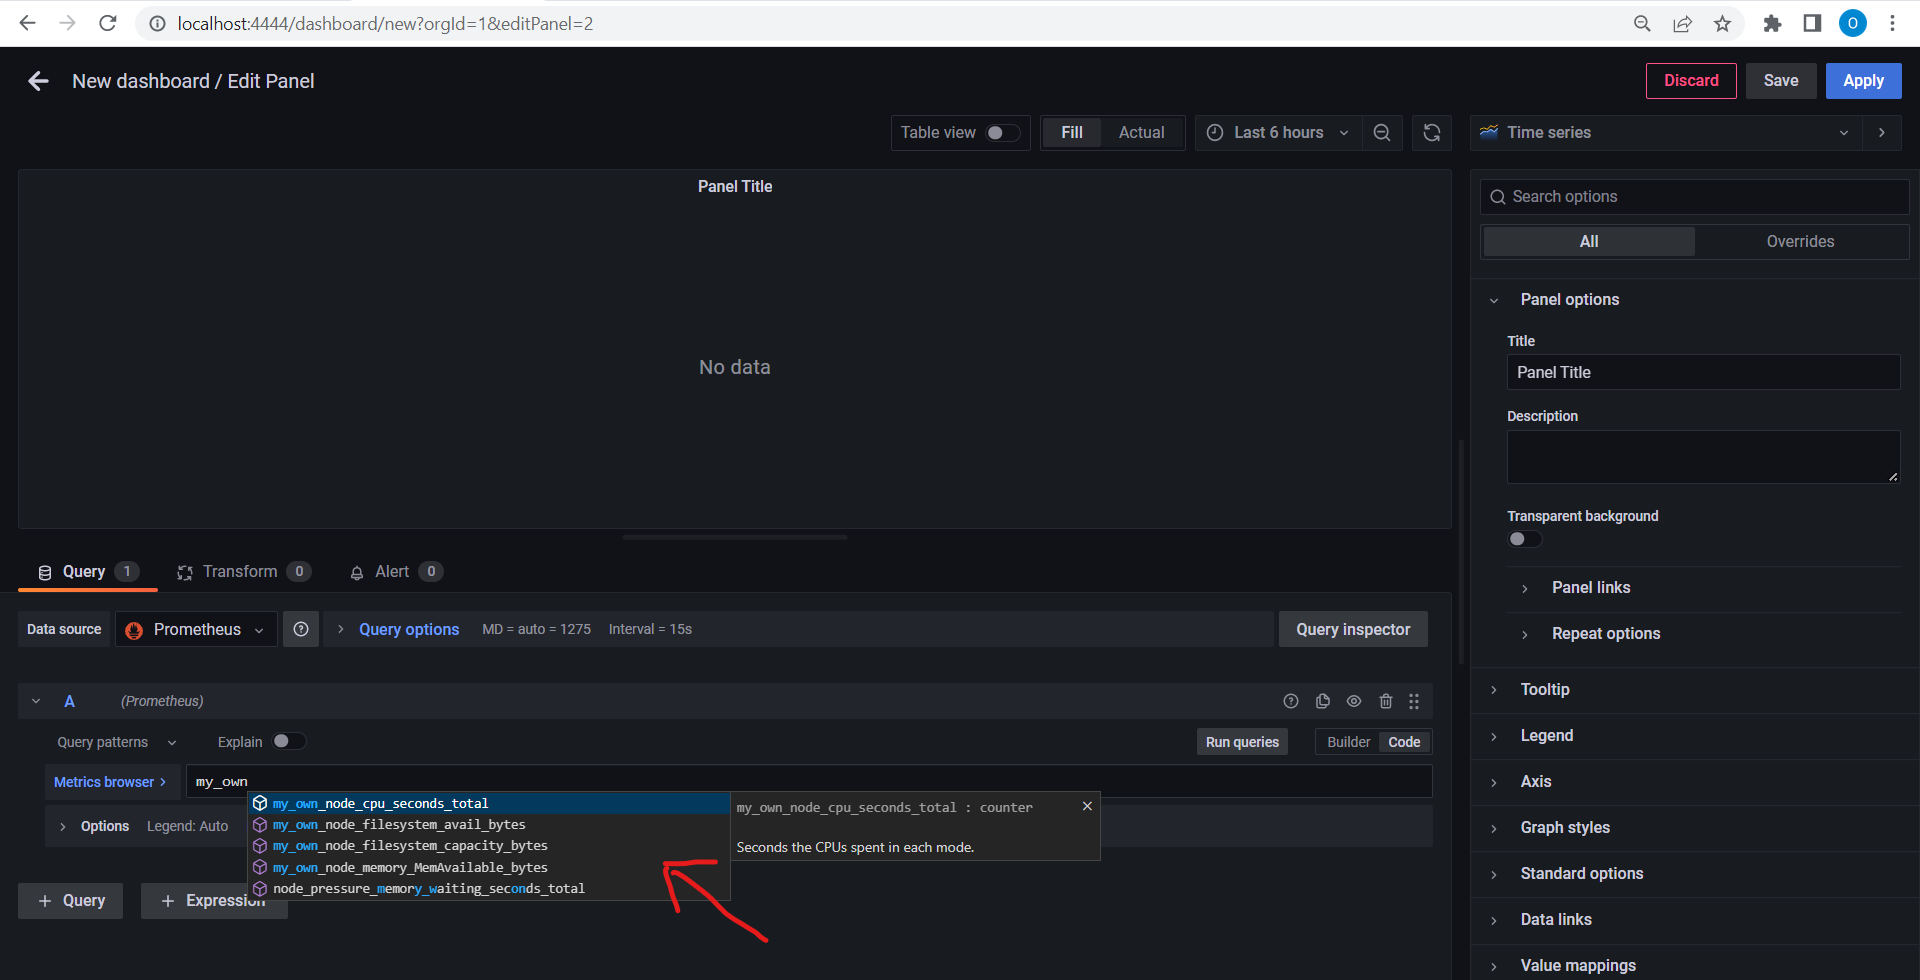 localhost:4444/dashboard/new?orgId=1&editPanel=2
O
New dashboard / Edit Panel
Discard
Save
Apply
Table view
Fill
Actual
Last 6 hours
Time series
Panel Title
No data
Search options
All
Overrides
Panel options
Title
Panel Title
Description
Transparent background
Panel links
Repeat options
Tooltip
Legend
Axis
Graph styles
Standard options
Data links
Value mappings
Query 1
Transform 0
Alert 0
Data source
Prometheus
Query options
MD = auto = 1275
Interval = 15s
Query inspector
A
(Prometheus)
Query patterns
Explain
Run queries
Builder
Code
Metrics browser >
my_own
my_own_node_cpu_seconds_total
my_own_node_filesystem_avail_bytes
my_own_node_filesystem_capacity_bytes
my_own_node_memory_MemAvailable_bytes
node_pressure_memory_waiting_seconds_total
my_own_node_cpu_seconds_total : counter
Seconds the CPUs spent in each mode.
Options
Legend: Auto
+ Query
+ Expression